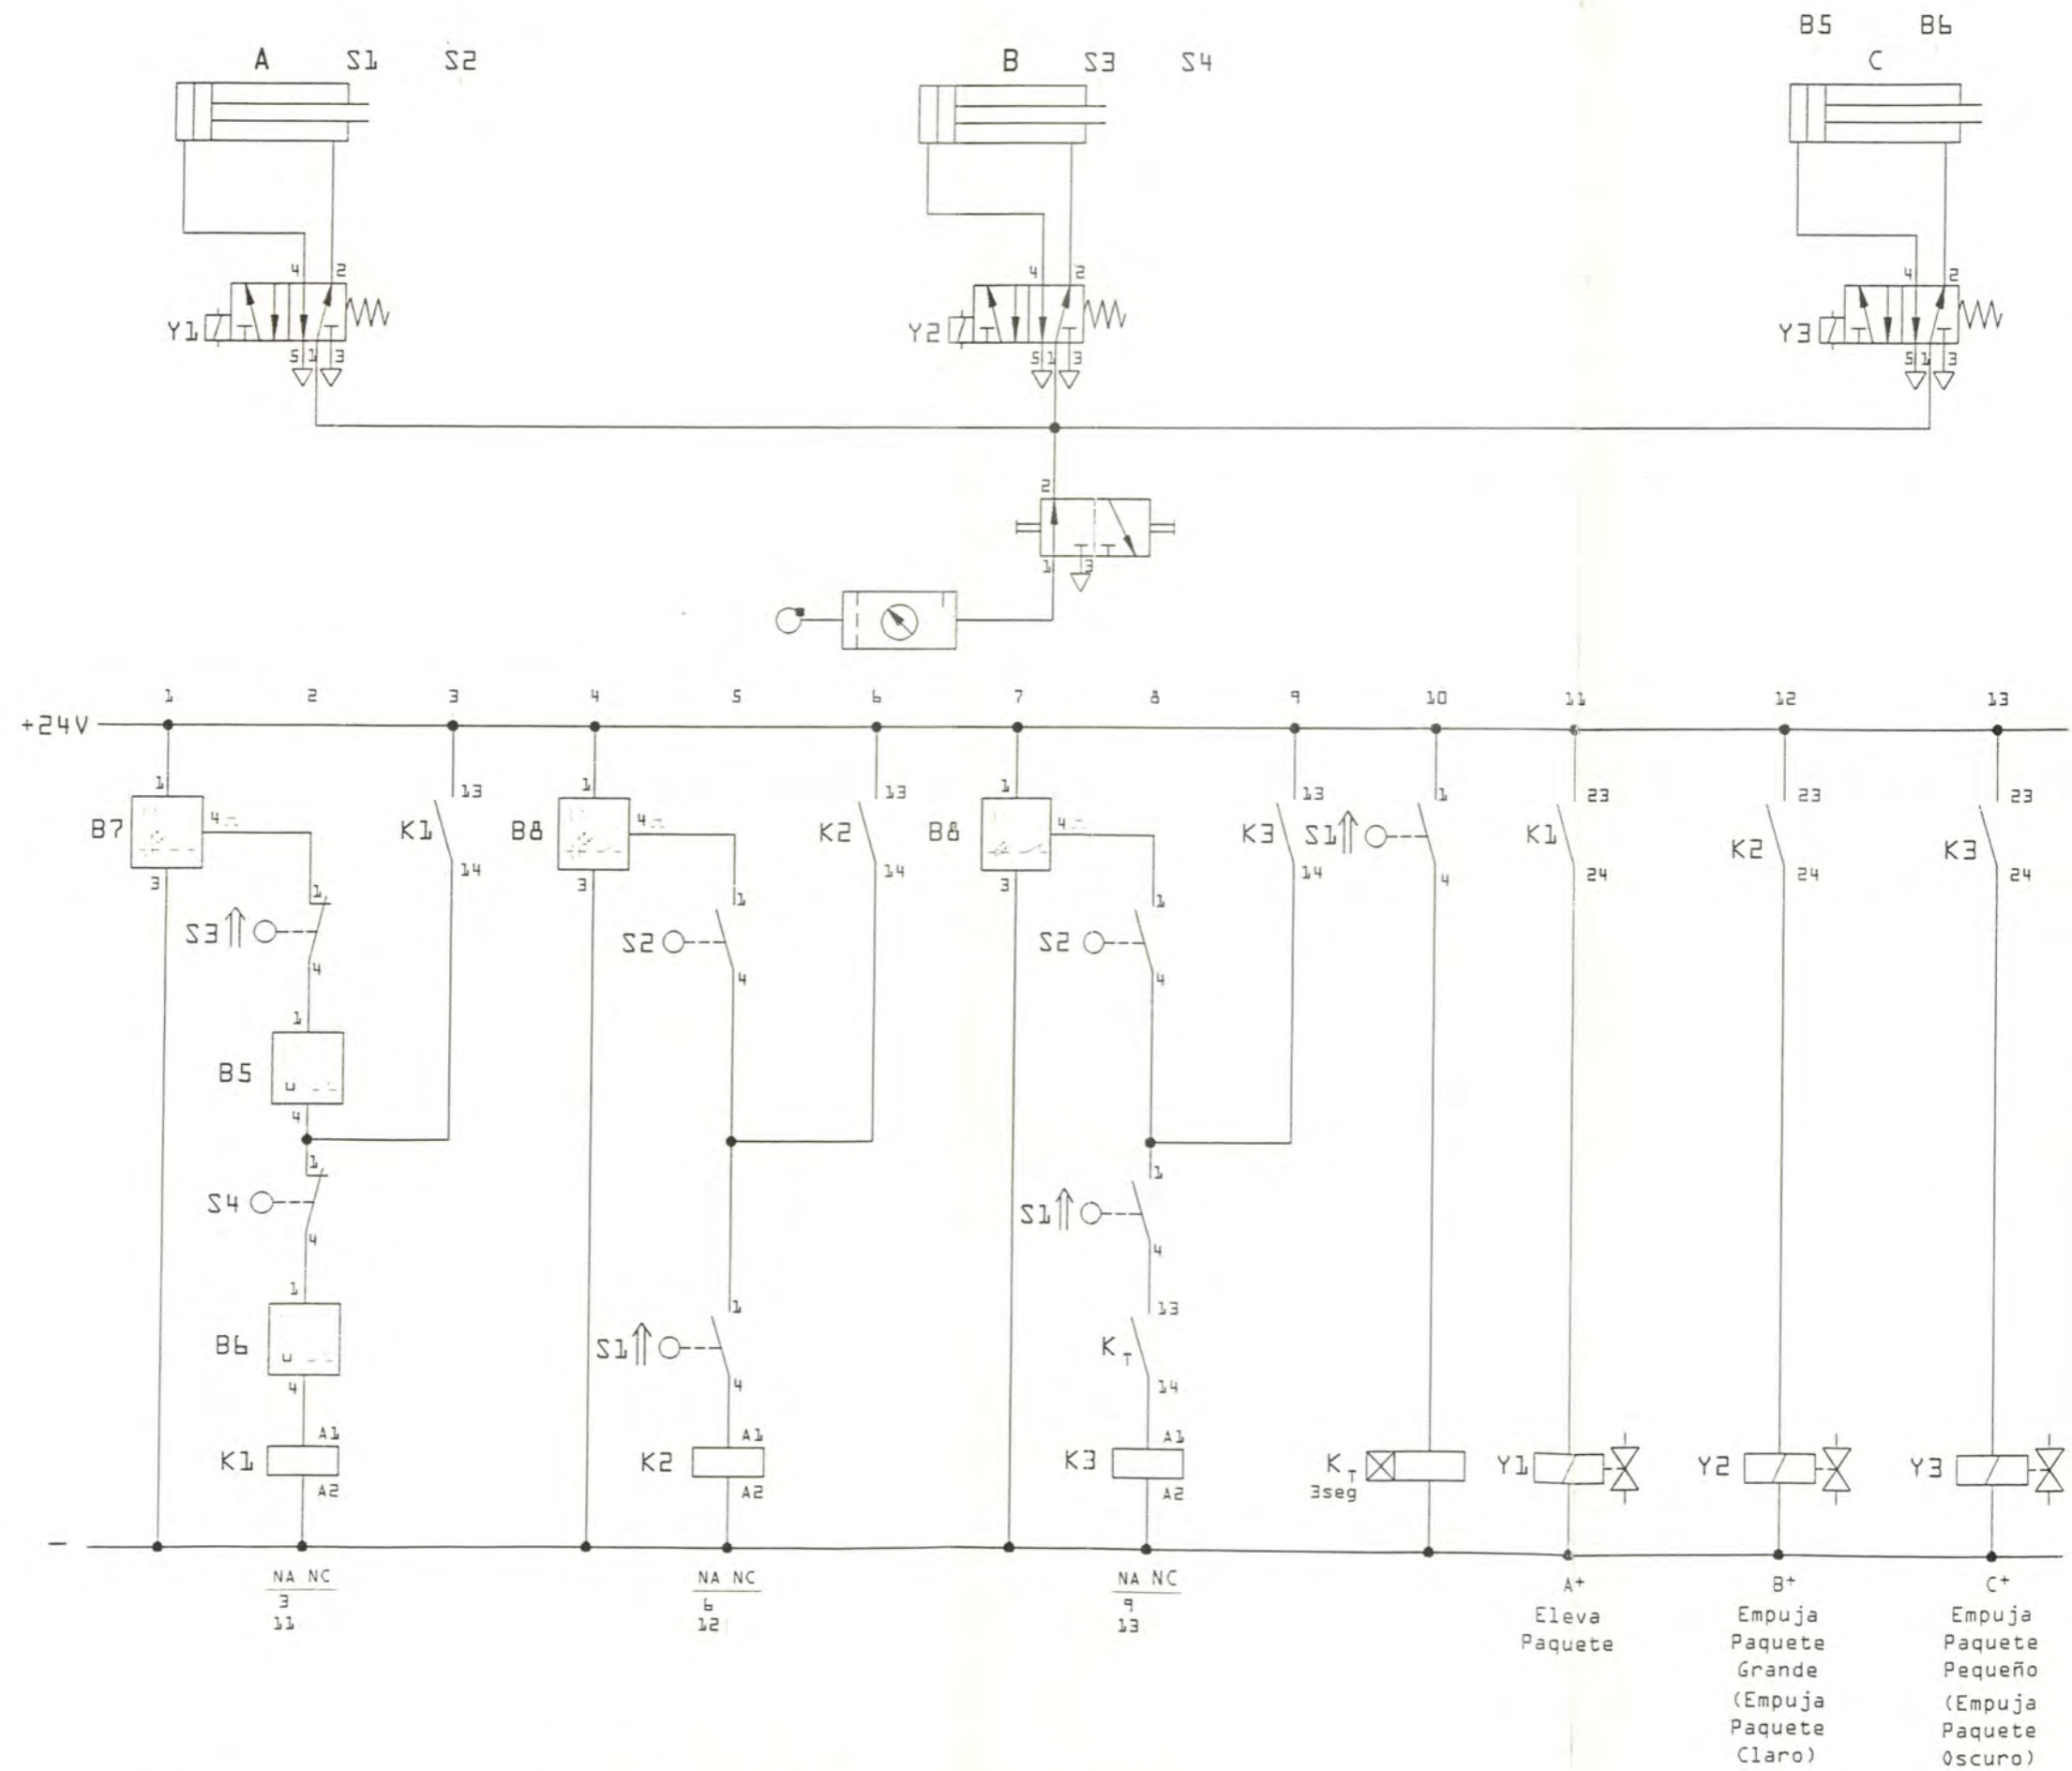 B5 B6
A S1 S2 B S3 S4 C
4 2 4 2 4 2
Y1 Y2 Y3
5 1 3 5 1 3 5 1 3
2
1 3
1 2 3 4 5 6 7 8 9 10 11 12 13
+24V
1 13 1 13 1 13 1 23 23 23
B7 4 K1 B8 4 K2 B8 4 K3 S1 K1 K2 K3
3 14 3 14 3 14 4 24 24 24
1 1 1
S3 S2 S2
4 4 4
1
B5
4
1 1
S4 S1
4 4
1 1 13
B6 S1 K T
4 4 14
A1 A1 A1
K1 K2 K3 K T Y1 Y2 Y3
A2 A2 A2 3seg
-
NA NC NA NC NA NC A+ B+ C+
3 6 9 Eleva Empuja Empuja
11 12 13 Paquete Paquete Paquete
Grande Pequeño
(Empuja (Empuja
Paquete Paquete
Claro) Oscuro)